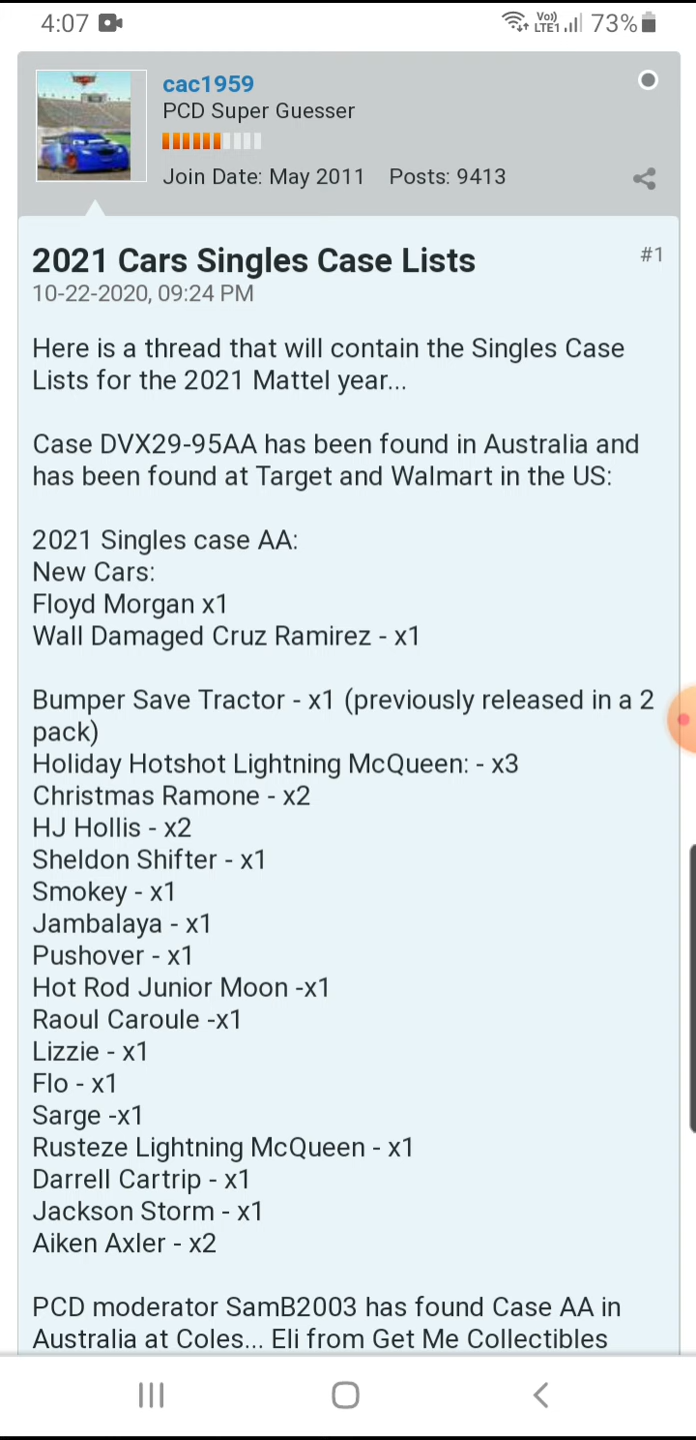 4:07
Vo)) LTE1 73%
cac1959
PCD Super Guesser
Join Date: May 2011 Posts: 9413
2021 Cars Singles Case Lists #1
10-22-2020, 09:24 PM
Here is a thread that will contain the Singles Case
Lists for the 2021 Mattel year...
Case DVX29-95AA has been found in Australia and
has been found at Target and Walmart in the US:
2021 Singles case AA:
New Cars:
Floyd Morgan x1
Wall Damaged Cruz Ramirez - x1
Bumper Save Tractor - x1 (previously released in a 2
pack)
Holiday Hotshot Lightning McQueen: - x3
Christmas Ramone - x2
HJ Hollis - x2
Sheldon Shifter - x1
Smokey - x1
Jambalaya - x1
Pushover - x1
Hot Rod Junior Moon -x1
Raoul Caroule -x1
Lizzie - x1
Flo - x1
Sarge -x1
Rusteze Lightning McQueen - x1
Darrell Cartrip - x1
Jackson Storm - x1
Aiken Axler - x2
PCD moderator SamB2003 has found Case AA in
Australia at Coles... Eli from Get Me Collectibles